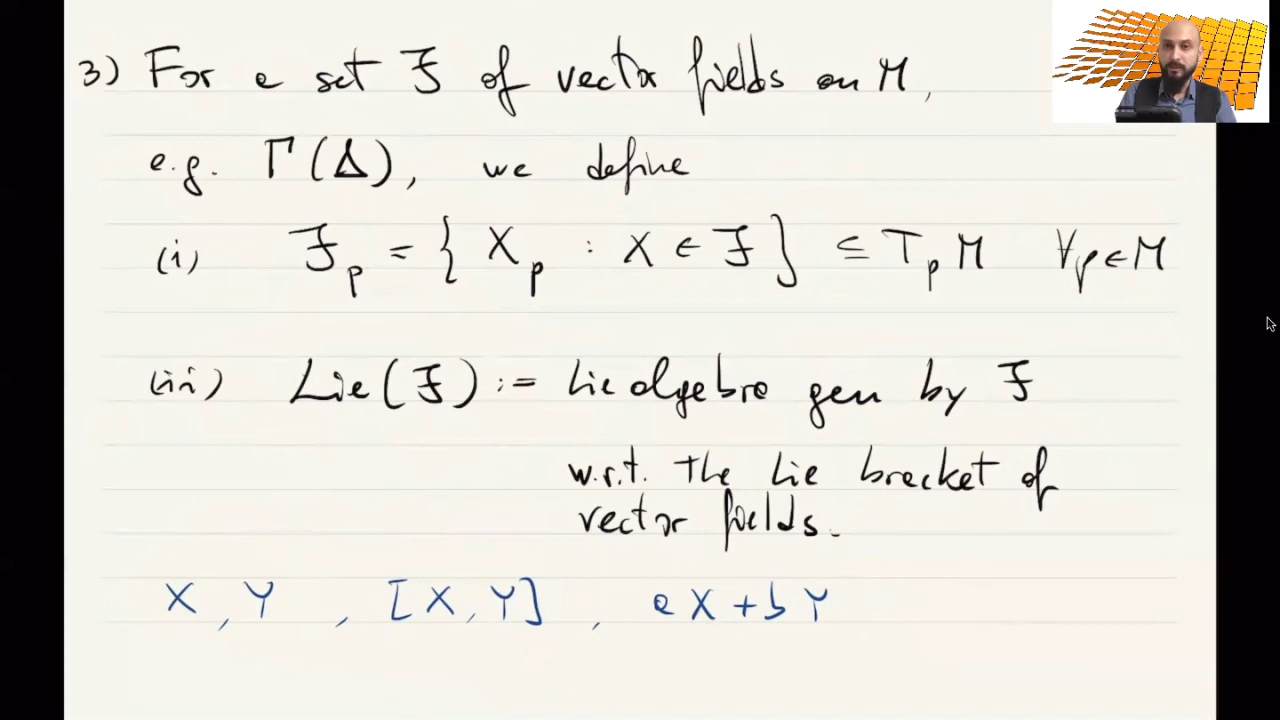 3) For a set ℱ of vector fields on M,
e.g. Γ(Δ), we define
(i) ℱ_p = { X_p : X ∈ ℱ } ⊆ T_p M ∀p∈M
(ii) Lie(ℱ) := Lie algebra gen by ℱ
w.r.t. the Lie bracket of
vector fields.
X, Y, [X, Y], aX + bY